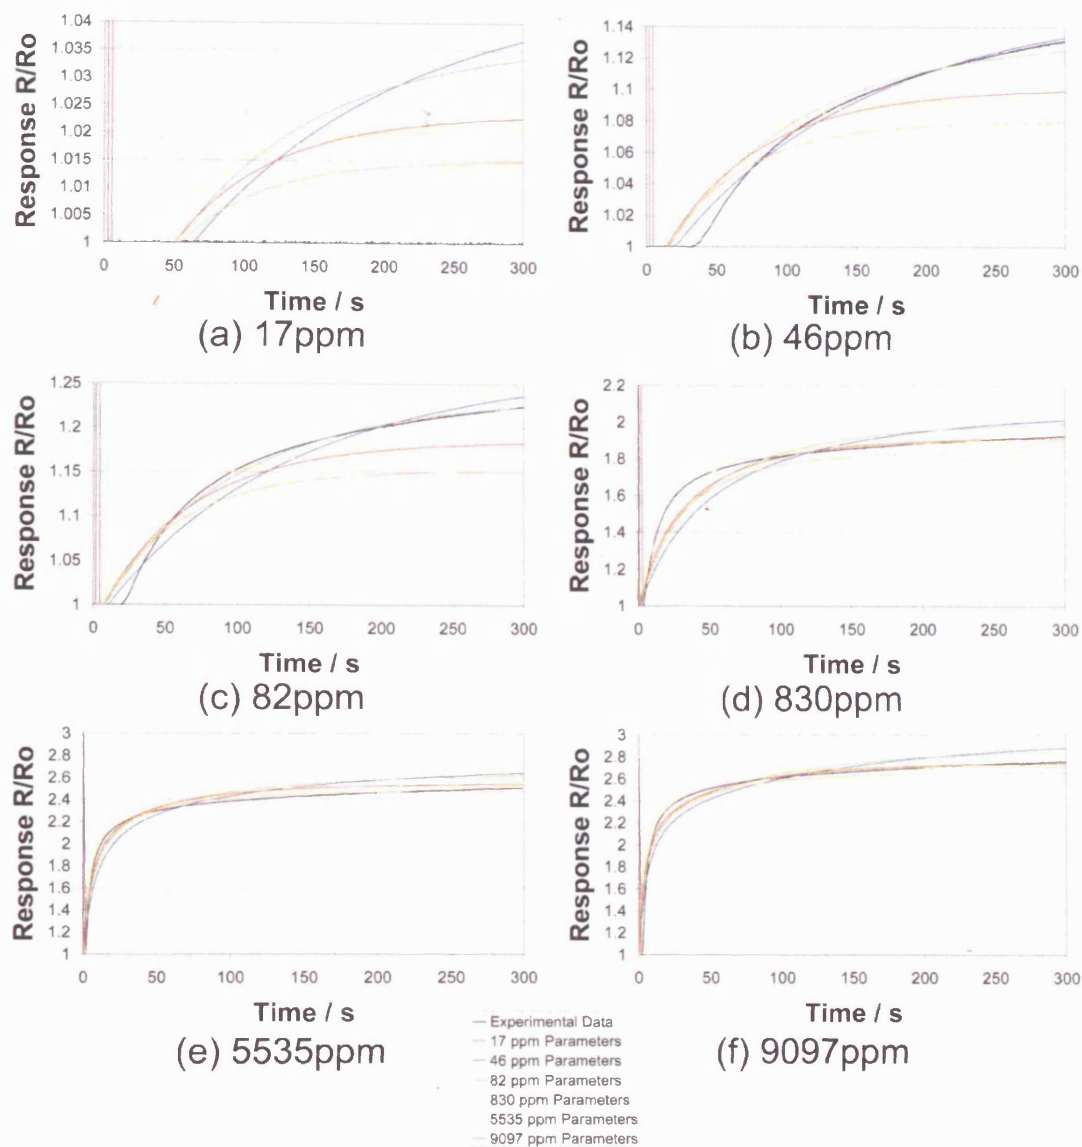 Response R/Ro
1.04
1.035
1.03
1.025
1.02
1.015
1.01
1.005
1
0 50 100 150 200 250 300
Time / s
(a) 17ppm
Response R/Ro
1.14
1.12
1.1
1.08
1.06
1.04
1.02
1
0 50 100 150 200 250 300
Time / s
(b) 46ppm
Response R/Ro
1.25
1.2
1.15
1.1
1.05
1
0 50 100 150 200 250 300
Time / s
(c) 82ppm
Response R/Ro
2.2
2
1.8
1.6
1.4
1.2
1
0 50 100 150 200 250 300
Time / s
(d) 830ppm
Response R/Ro
3
2.8
2.6
2.4
2.2
2
1.8
1.6
1.4
1.2
1
0 50 100 150 200 250 300
Time / s
(e) 5535ppm
Response R/Ro
3
2.8
2.6
2.4
2.2
2
1.8
1.6
1.4
1.2
1
0 50 100 150 200 250 300
Time / s
(f) 9097ppm
Experimental Data
17 ppm Parameters
46 ppm Parameters
82 ppm Parameters
830 ppm Parameters
5535 ppm Parameters
9097 ppm Parameters